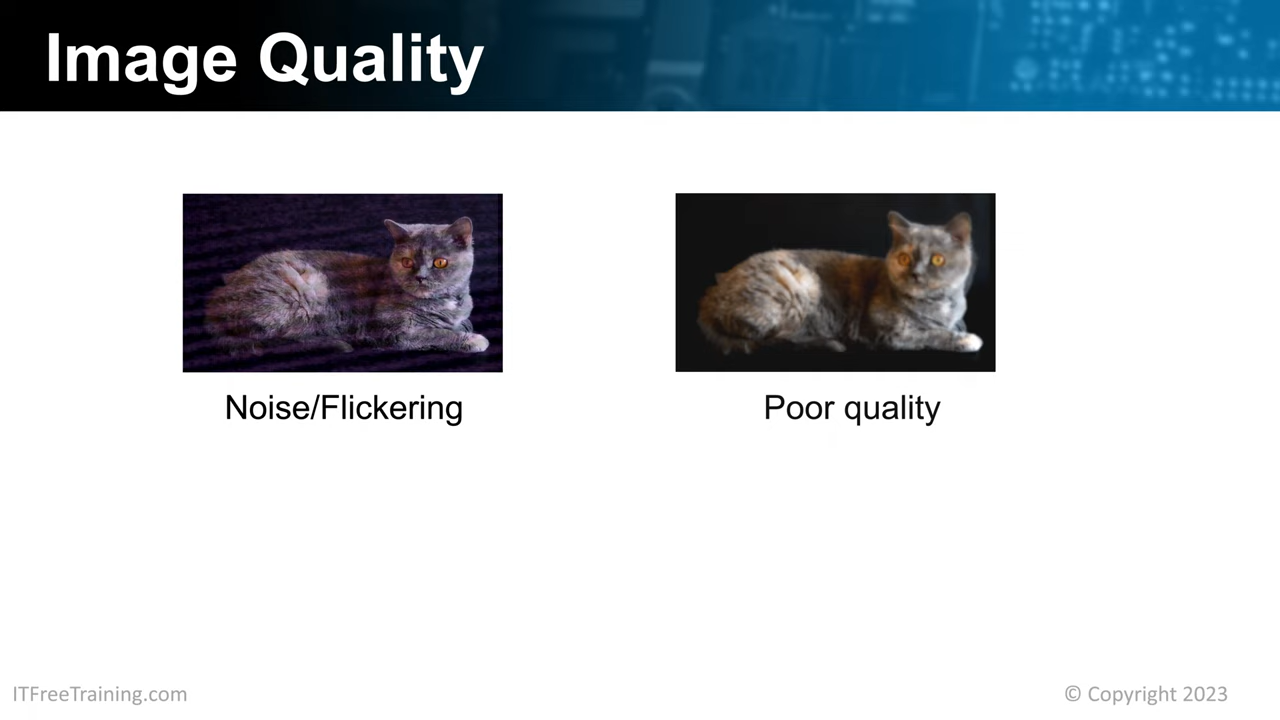 Image Quality
Noise/Flickering
Poor quality
ITFreeTraining.com
© Copyright 2023